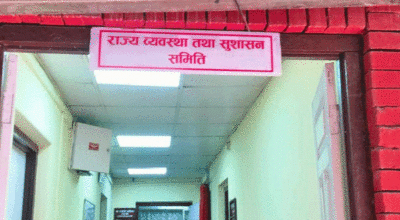 राज्य व्यवस्था तथा सुशासन
समिति